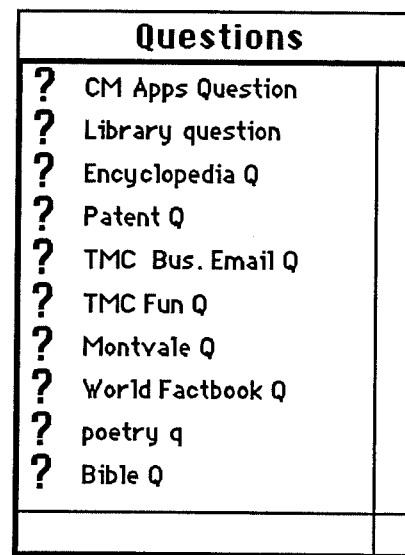 Questions
? CM Apps Question
? Library question
? Encyclopedia Q
? Patent Q
? TMC Bus. Email Q
? TMC Fun Q
? Montvale Q
? World Factbook Q
? poetry q
? Bible Q